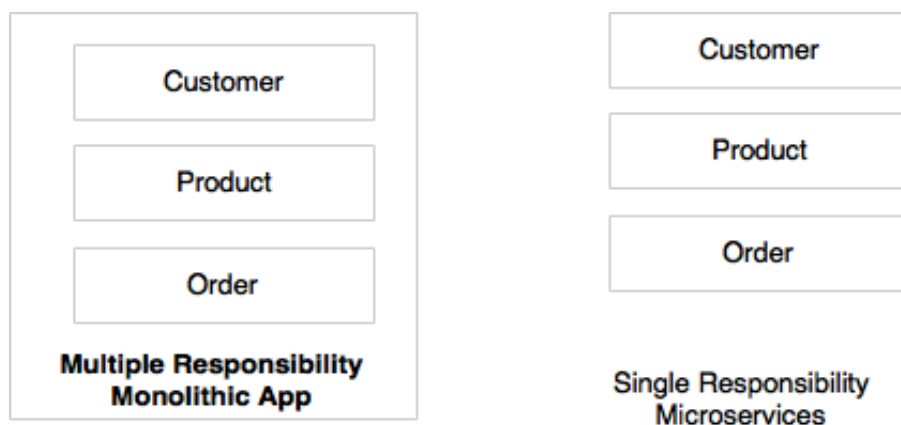 Customer
Product
Order
Multiple Responsibility
Monolithic App
Customer
Product
Order
Single Responsibility
Microservices